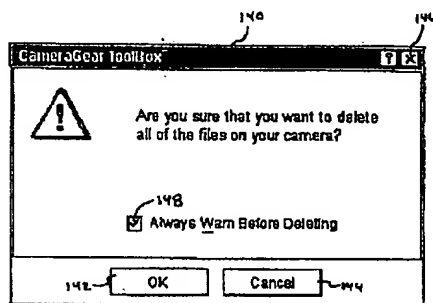 140
146
CameraGear ToolBox ? X
!
Are you sure that you want to delete
all of the files on your camera?
148
Always Warn Before Deleting
142 OK Cancel 144